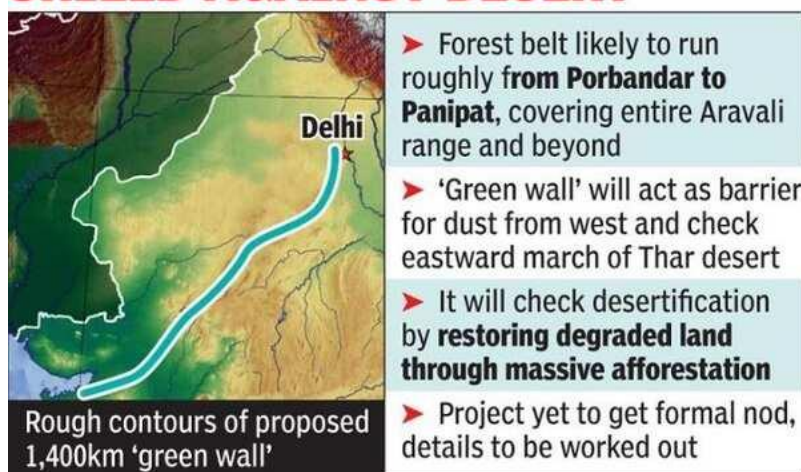 Delhi
Rough contours of proposed
1,400km ‘green wall’
➤ Forest belt likely to run
roughly from Porbandar to
Panipat, covering entire Aravali
range and beyond
➤ ‘Green wall’ will act as barrier
for dust from west and check
eastward march of Thar desert
➤ It will check desertification
by restoring degraded land
through massive afforestation
➤ Project yet to get formal nod,
details to be worked out